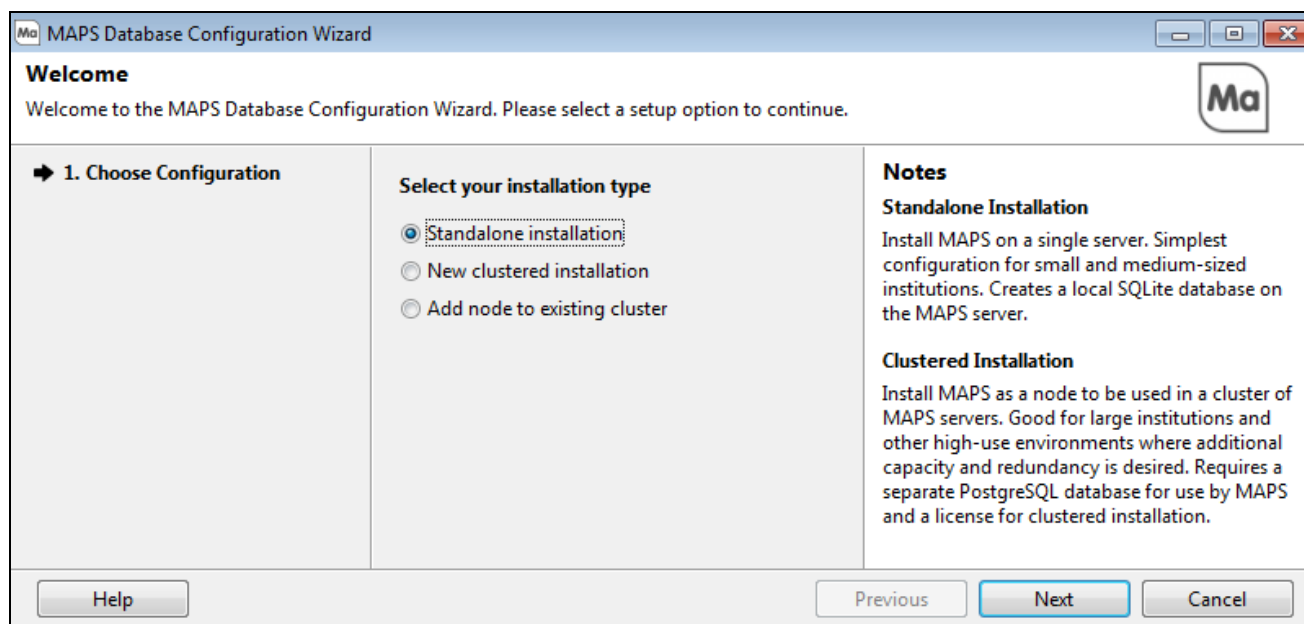 Ma MAPS Database Configuration Wizard
Welcome
Welcome to the MAPS Database Configuration Wizard. Please select a setup option to continue.
Ma
1. Choose Configuration
Select your installation type
Standalone installation
New clustered installation
Add node to existing cluster
Notes
Standalone Installation
Install MAPS on a single server. Simplest
configuration for small and medium-sized
institutions. Creates a local SQLite database on
the MAPS server.
Clustered Installation
Install MAPS as a node to be used in a cluster of
MAPS servers. Good for large institutions and
other high-use environments where additional
capacity and redundancy is desired. Requires a
separate PostgreSQL database for use by MAPS
and a license for clustered installation.
Help
Previous
Next
Cancel